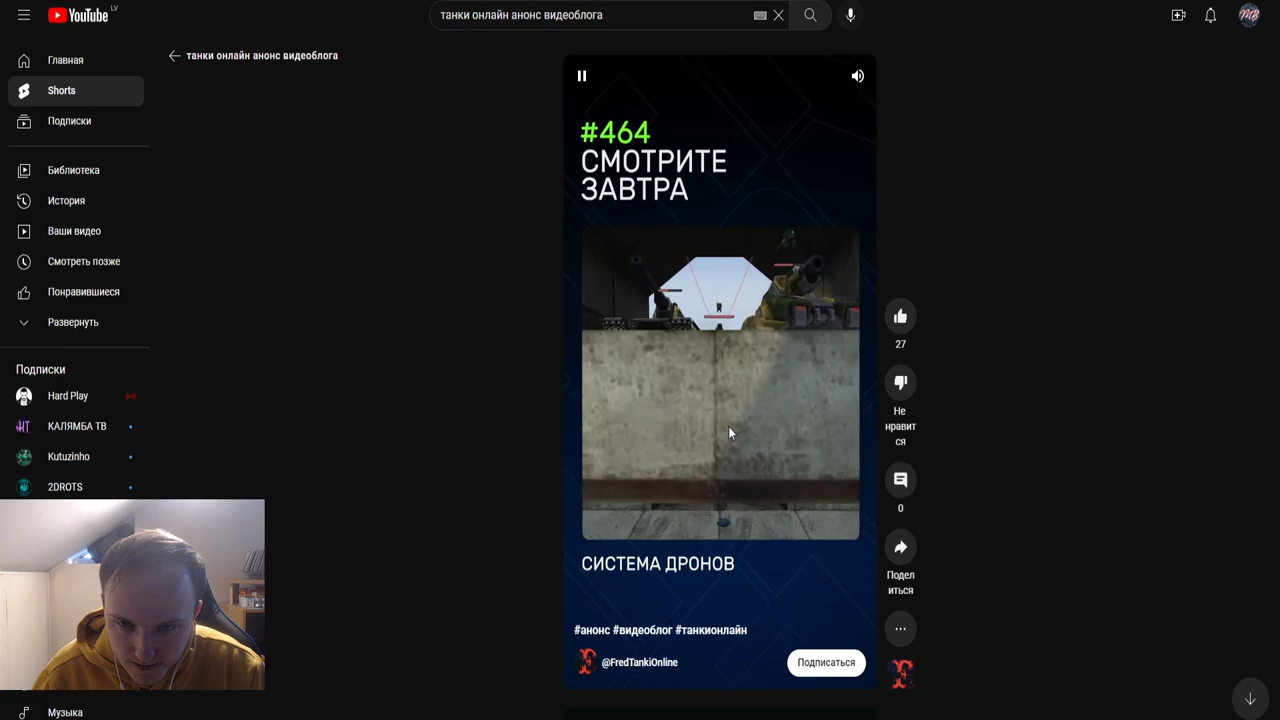 YouTube LV
танки онлайн анонс видеоблога
Главная
Shorts
Подписки
Библиотека
История
Ваши видео
Смотреть позже
Понравившиеся
Развернуть
Подписки
Hard Play
КАЛЯМБА ТВ
Kutuzinho
2DROTS
Музыка
танки онлайн анонс видеоблога
#464
СМОТРИТЕ
ЗАВТРА
СИСТЕМА ДРОНОВ
#анонс #видеоблог #танкионлайн
@FredTankiOnline
Подписаться
27
Не
нравит
ся
0
Подел
иться